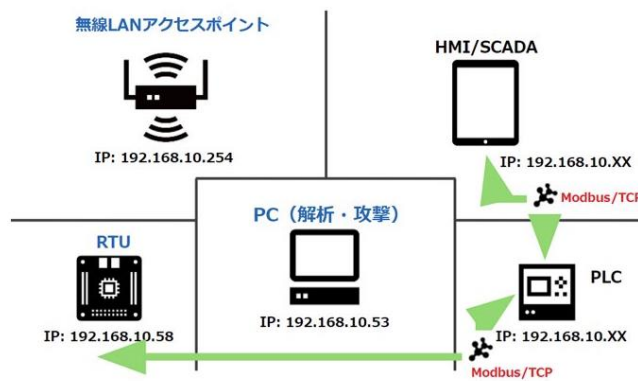 無線LANアクセスポイント
IP: 192.168.10.254
HMI/SCADA
IP: 192.168.10.XX
Modbus/TCP
RTU
IP: 192.168.10.58
PC（解析・攻撃）
IP: 192.168.10.53
PLC
IP: 192.168.10.XX
Modbus/TCP